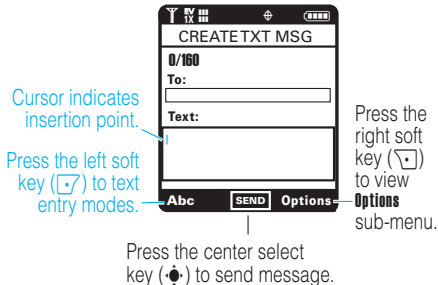 EV
1X
CREATE TXT MSG
0/160
To:
Text:
Abc
SEND
Options
Cursor indicates
insertion point.
Press the left soft
key ( ) to text
entry modes.
Press the
right soft
key ( )
to view
Options
sub-menu.
Press the center select
key ( ) to send message.